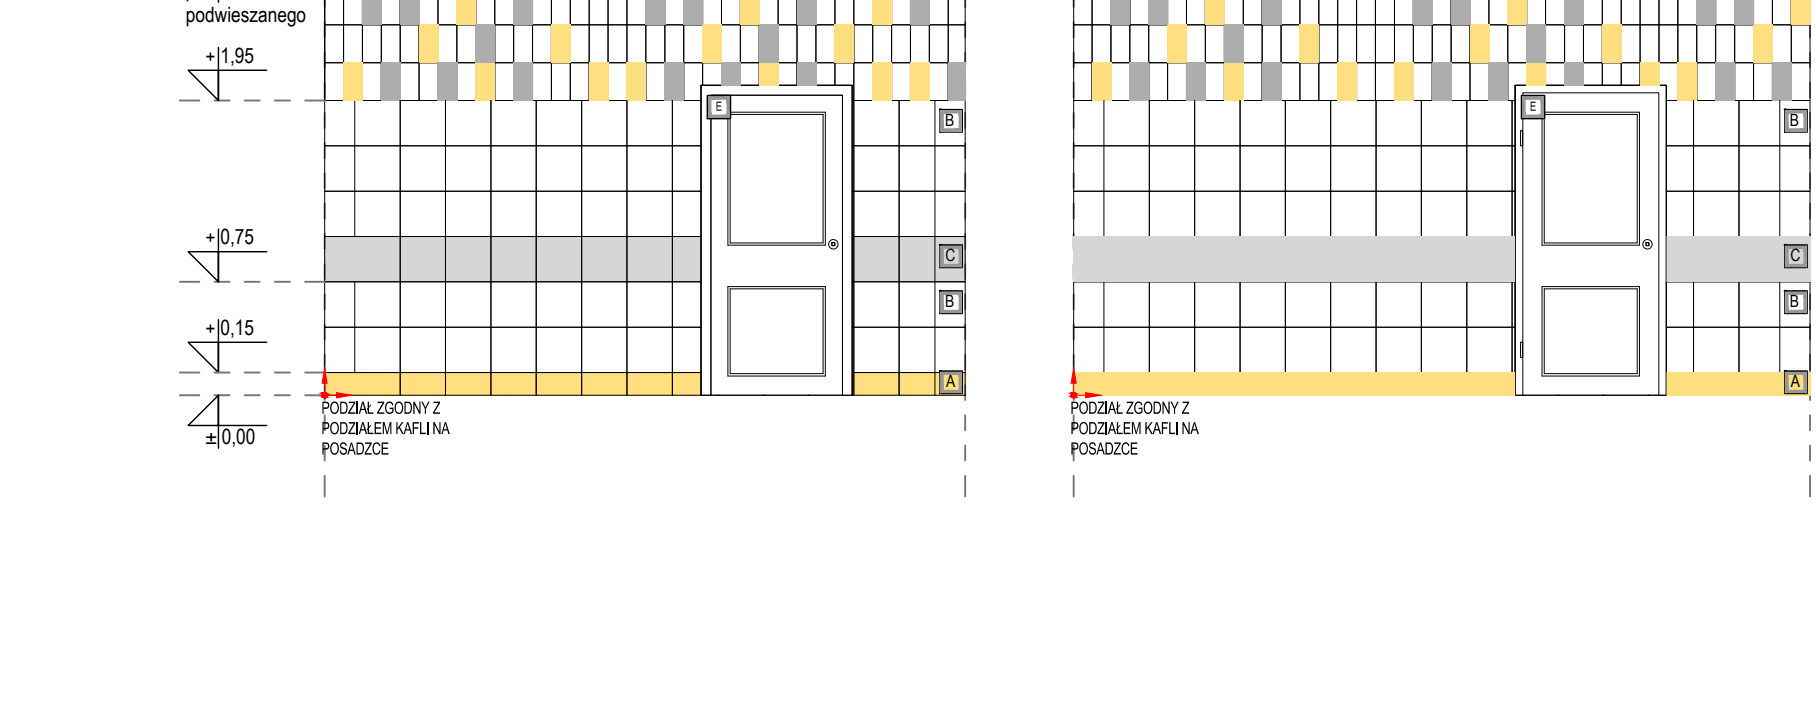 podwieszanego
+1,95
E
E
B
B
+0,75
C
C
B
B
+0,15
A
A
PODZIAŁ ZGODNY Z
PODZIAŁEM KAFLI NA
POSADZCE
PODZIAŁ ZGODNY Z
PODZIAŁEM KAFLI NA
POSADZCE
±0,00